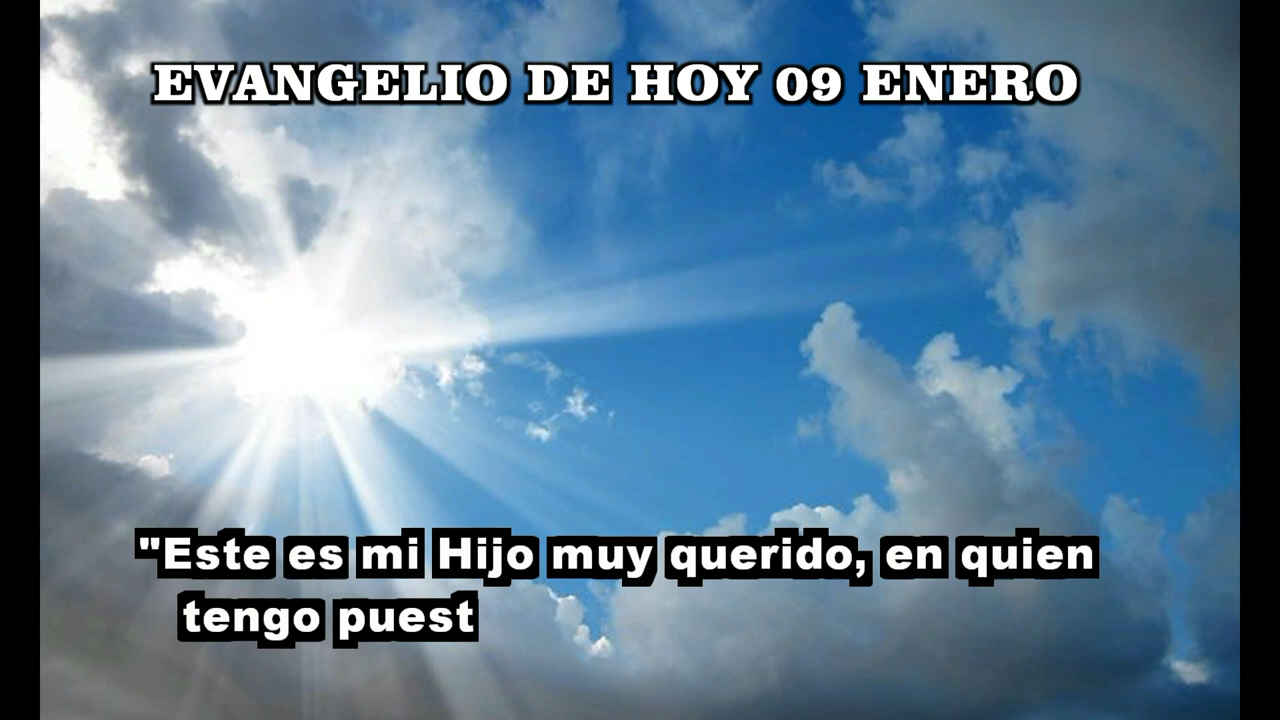 EVANGELIO DE HOY 09 ENERO
"Este es mi Hijo muy querido, en quien
tengo puest